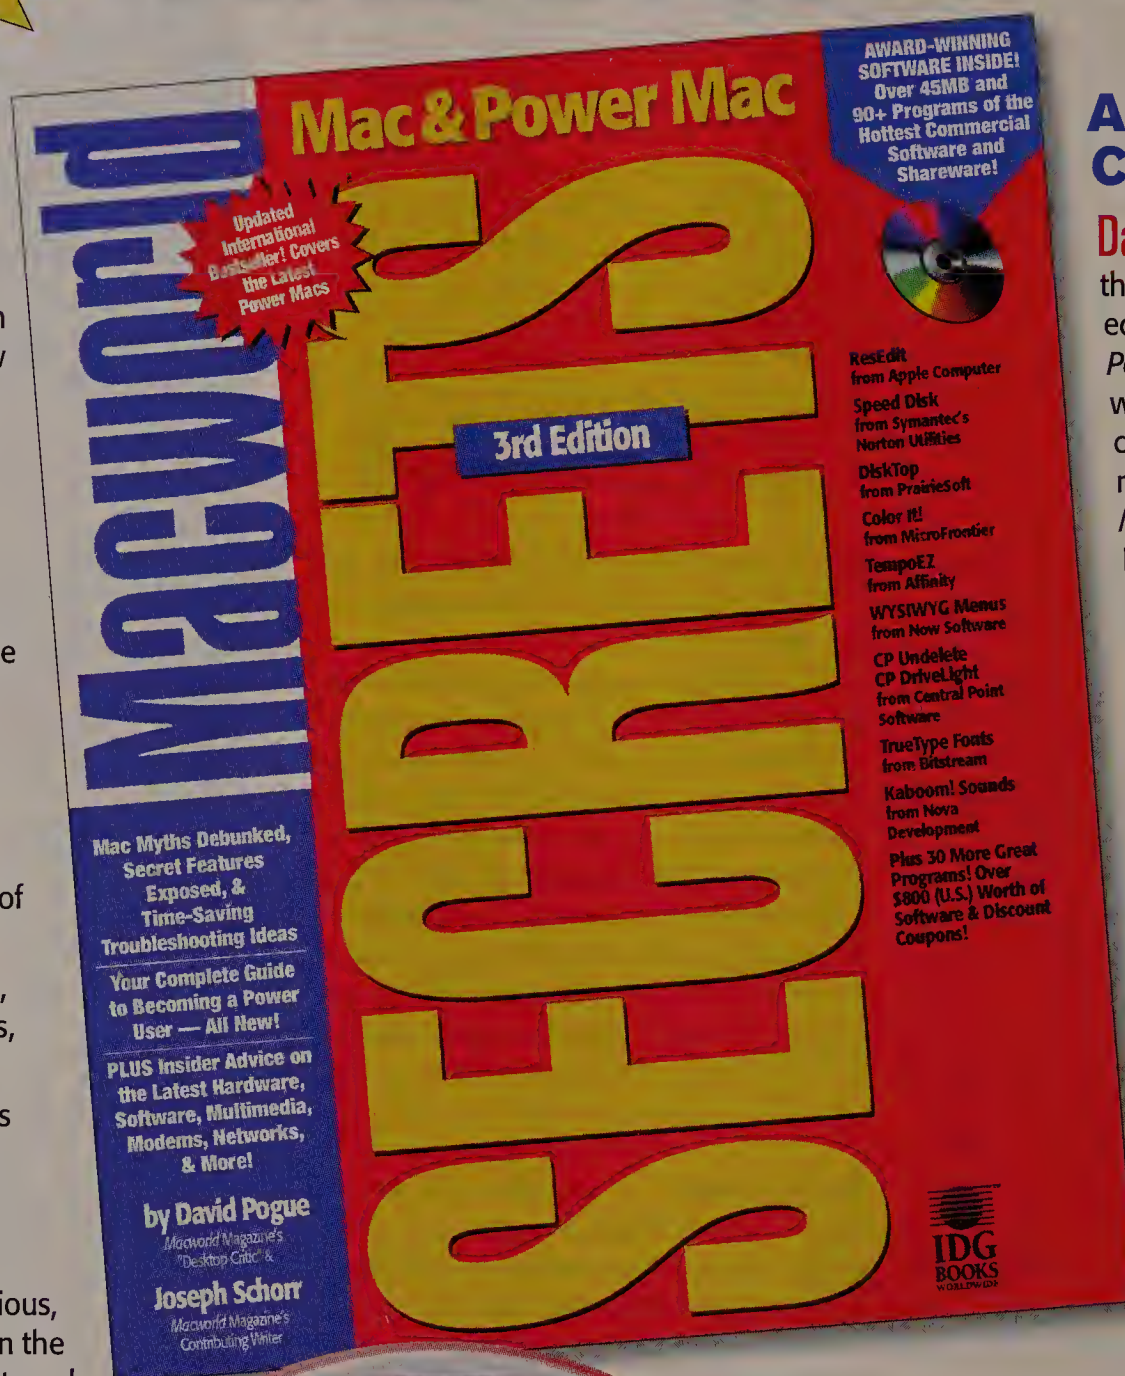 Mac & Power Mac
Macworld
SECRETS
3rd Edition
Updated
International
Bestseller! Covers
the Latest
Power Macs
AWARD-WINNING
SOFTWARE INSIDE!
Over 45MB and
90+ Programs of the
Hottest Commercial
Software and
Shareware!
ResEdit
from Apple Computer
Speed Disk
from Symantec's
Norton Utilities
DiskTop
from PrairieSoft
Color It!
from MicroFrontier
TempoEZ
from Affinity
WYSIWYG Menus
from Now Software
CP Undelete
CP DriveLight
from Central Point
Software
TrueType Fonts
from Bitstream
Kaboom! Sounds
from Nova
Development
Plus 30 More Great
Programs! Over
$800 (U.S.) Worth of
Software & Discount
Coupons!
Mac Myths Debunked,
Secret Features
Exposed, &
Time-Saving
Troubleshooting Ideas
Your Complete Guide
to Becoming a Power
User — All New!
PLUS Insider Advice on
the Latest Hardware,
Software, Multimedia,
Modems, Networks,
& More!
by David Pogue
Macworld Magazine's
"Desktop Critic" &
Joseph Schorr
Macworld Magazine's
Contributing Writer
IDG
BOOKS
WORLDWIDE
of
ious,
n the